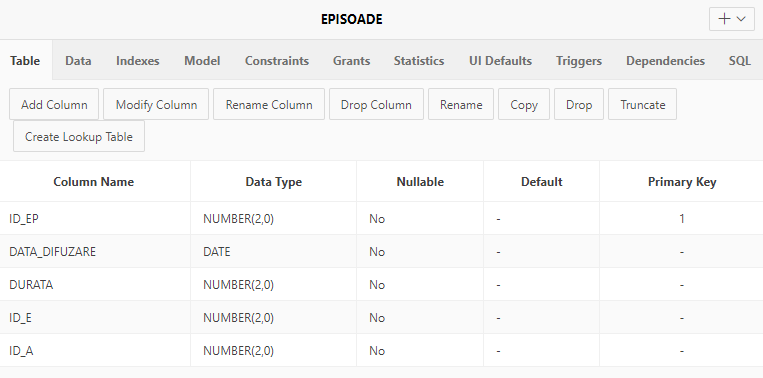 EPISOADE
Table Data Indexes Model Constraints Grants Statistics UI Defaults Triggers Dependencies SQL
Add Column Modify Column Rename Column Drop Column Rename Copy Drop Truncate
Create Lookup Table
Column Name Data Type Nullable Default Primary Key
ID_EP NUMBER(2,0) No - 1
DATA_DIFUZARE DATE No - -
DURATA NUMBER(2,0) No - -
ID_E NUMBER(2,0) No - -
ID_A NUMBER(2,0) No - -